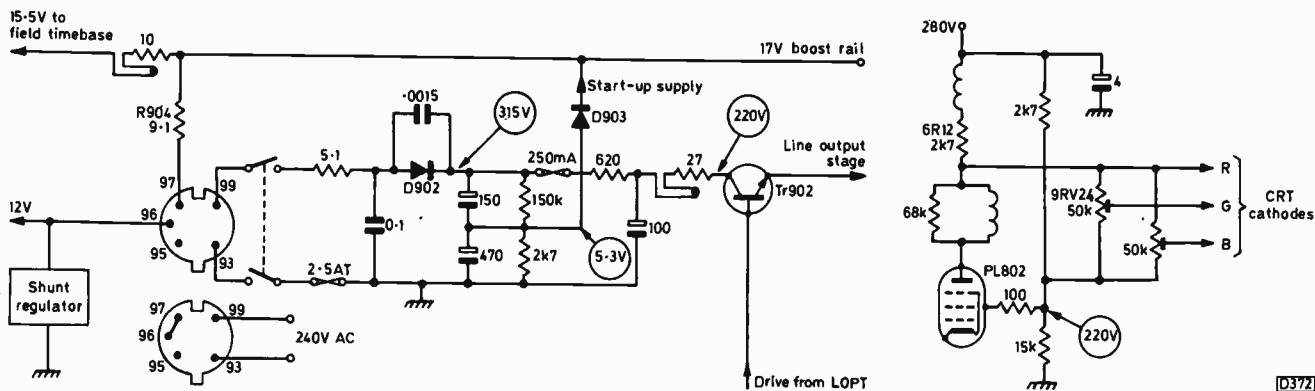 15·5V to
field timebase
10
17V boost rail
R904
9·1
Start-up supply
D903
·0015
315V
5·1
D902
250mA
620
220V
27
Line output
stage
Tr902
97
99
12V
96
95
93
0·1
150
150k
100
470
2k7
5·3V
2·5AT
Shunt
regulator
97
99
96
95
93
240V AC
Drive from LOPT
280V
4
2k7
6R12
2k7
R
9RV24
50k
G
CRT
cathodes
68k
50k
B
PL802
100
220V
15k
D372